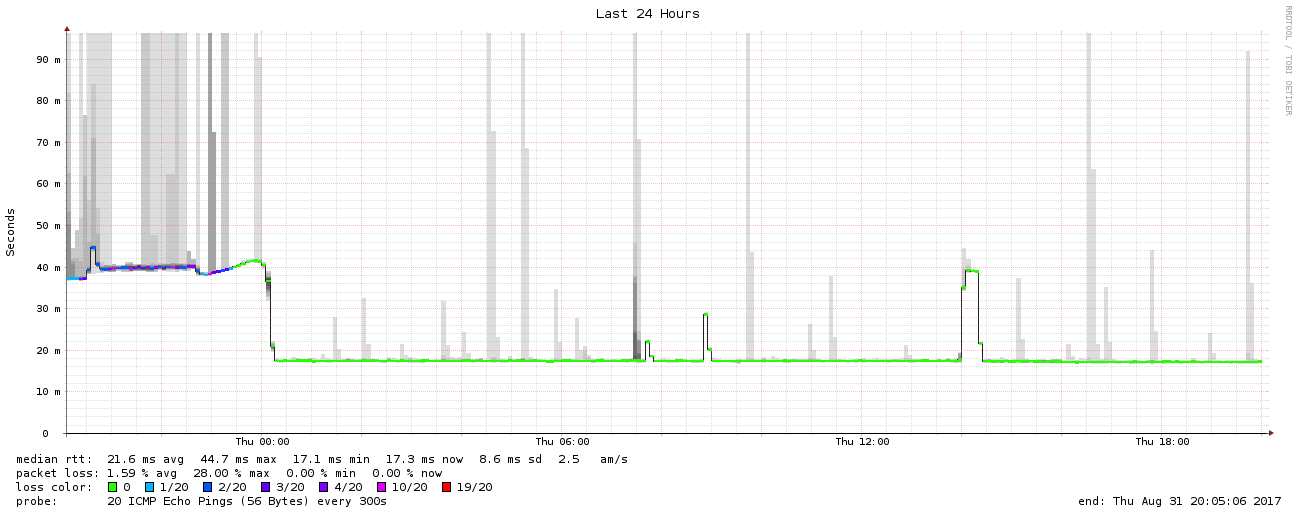 Last 24 Hours
RRDTOOL / TOBI OETIKER
Seconds
90 m
80 m
70 m
60 m
50 m
40 m
30 m
20 m
10 m
0
Thu 00:00 Thu 06:00 Thu 12:00 Thu 18:00
median rtt: 21.6 ms avg 44.7 ms max 17.1 ms min 17.3 ms now 8.6 ms sd 2.5 am/s
packet loss: 1.59 % avg 28.00 % max 0.00 % min 0.00 % now
loss color: 0 1/20 2/20 3/20 4/20 10/20 19/20
probe: 20 ICMP Echo Pings (56 Bytes) every 300s
end: Thu Aug 31 20:05:06 2017